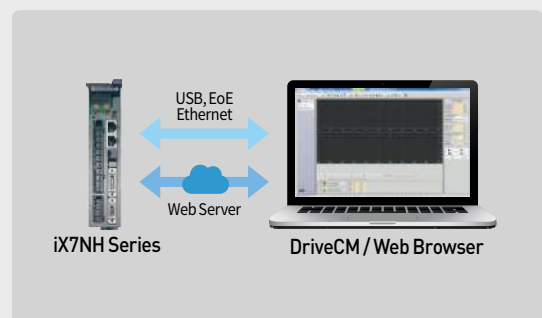 USB, EoE
Ethernet
Web Server
iX7NH Series
DriveCM / Web Browser